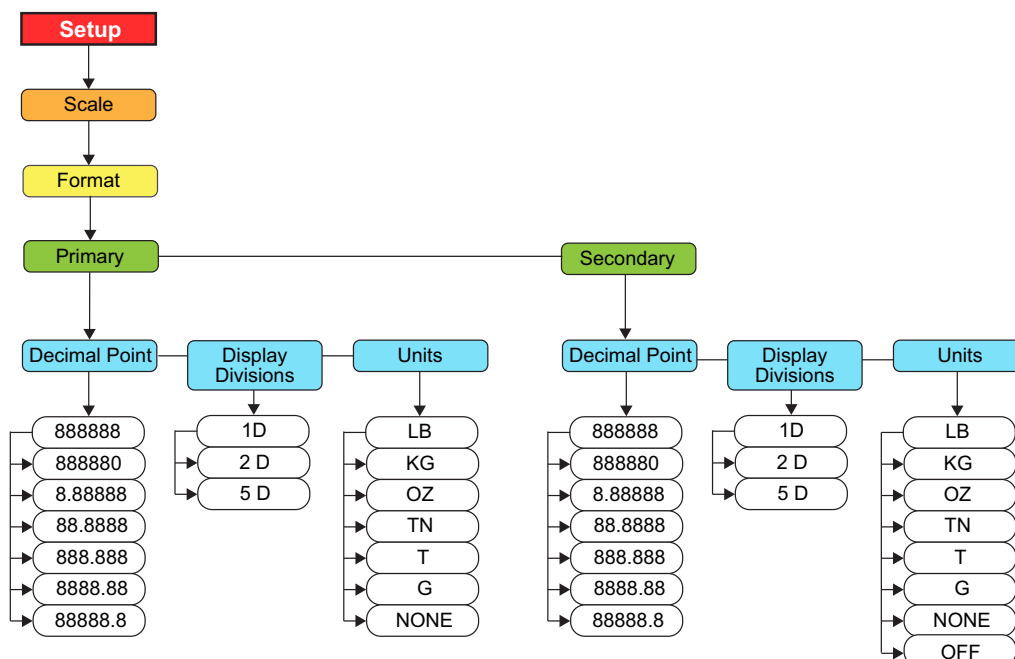 Setup
Scale
Format
Primary
Secondary
Decimal Point
Display
Divisions
Units
Decimal Point
Display
Divisions
Units
888888
888880
8.88888
88.8888
888.888
8888.88
88888.8
1D
2 D
5 D
LB
KG
OZ
TN
T
G
NONE
888888
888880
8.88888
88.8888
888.888
8888.88
88888.8
1D
2 D
5 D
LB
KG
OZ
TN
T
G
NONE
OFF